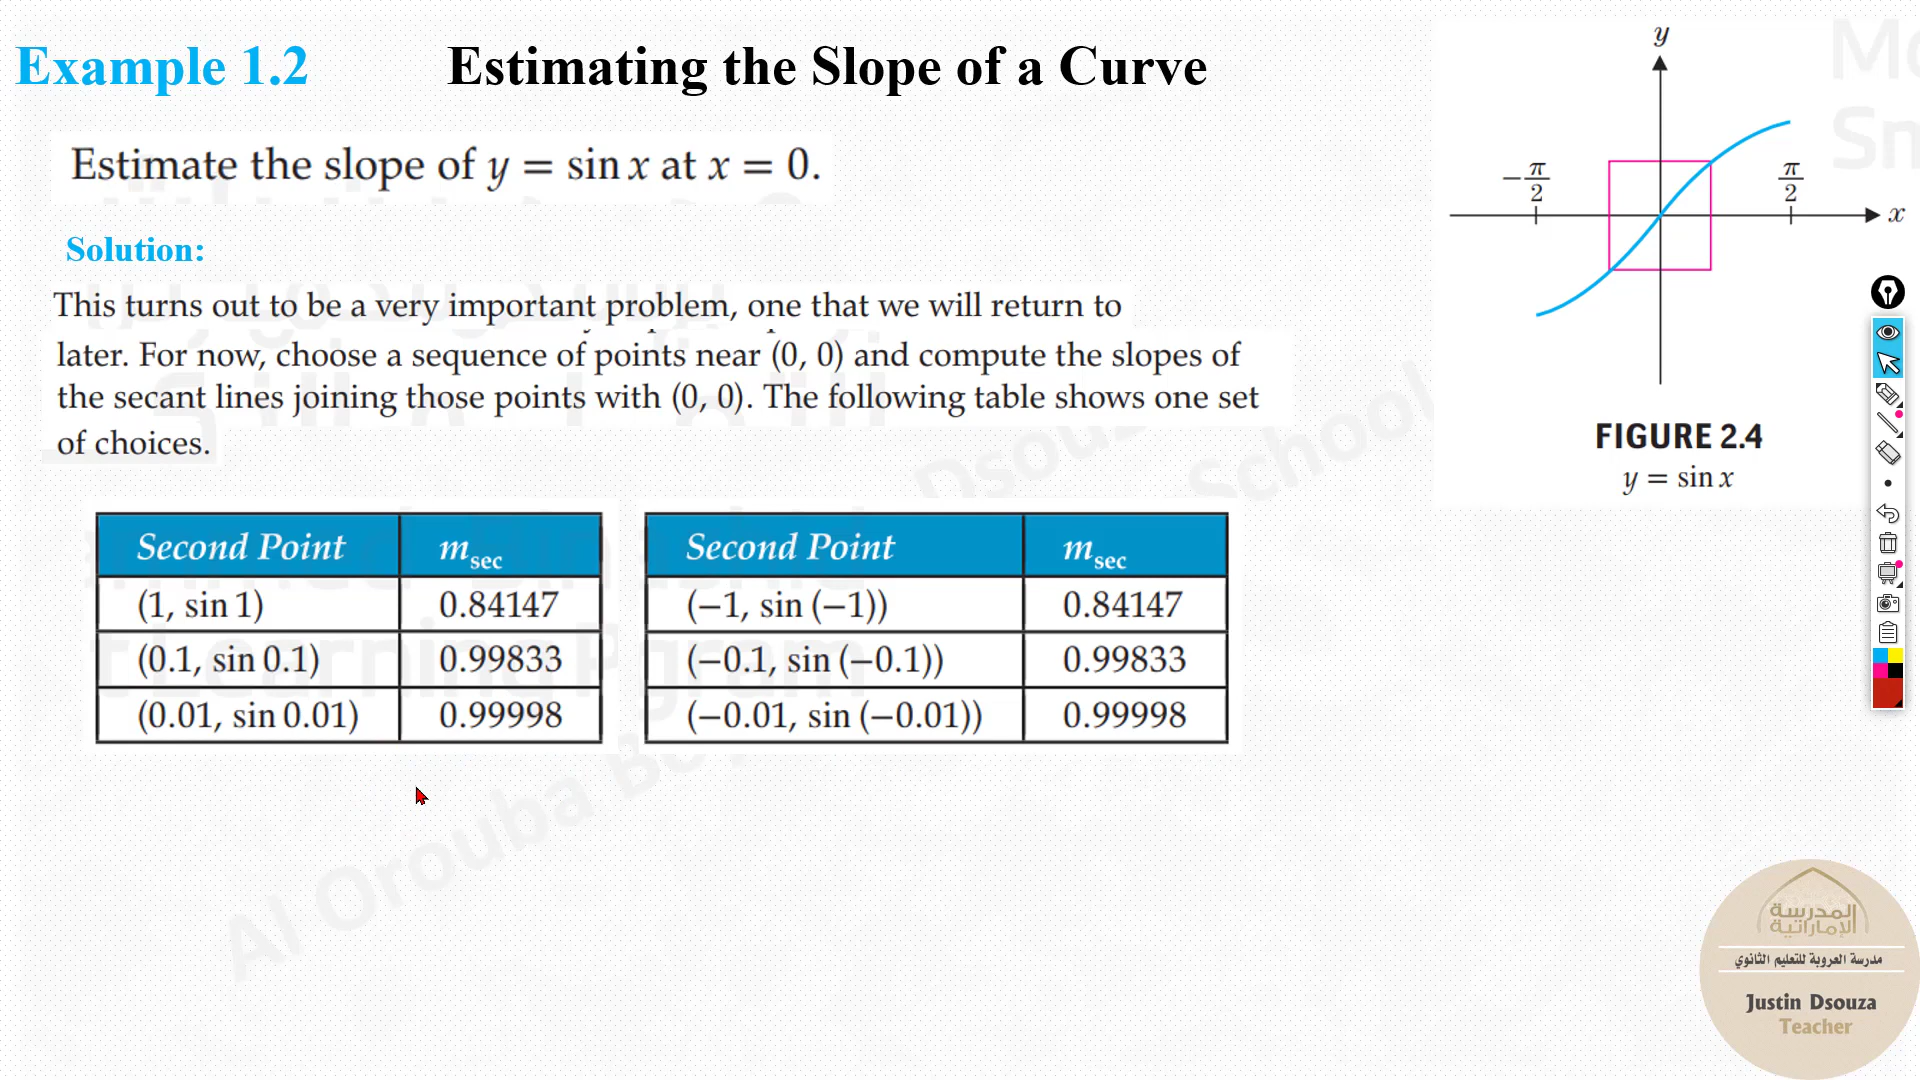 Example 1.2 Estimating the Slope of a Curve
Estimate the slope of y = sin x at x = 0.
Solution:
This turns out to be a very important problem, one that we will return to
later. For now, choose a sequence of points near (0, 0) and compute the slopes of
the secant lines joining those points with (0, 0). The following table shows one set
of choices.
Second Point m_sec
(1, sin 1) 0.84147
(0.1, sin 0.1) 0.99833
(0.01, sin 0.01) 0.99998
Second Point m_sec
(−1, sin (−1)) 0.84147
(−0.1, sin (−0.1)) 0.99833
(−0.01, sin (−0.01)) 0.99998
y
−π/2
π/2
x
FIGURE 2.4
y = sin x
Al Orouba
Dsou
School
المدرسة
الإماراتية
مدرسة العروبة للتعليم الثانوي
Justin Dsouza
Teacher